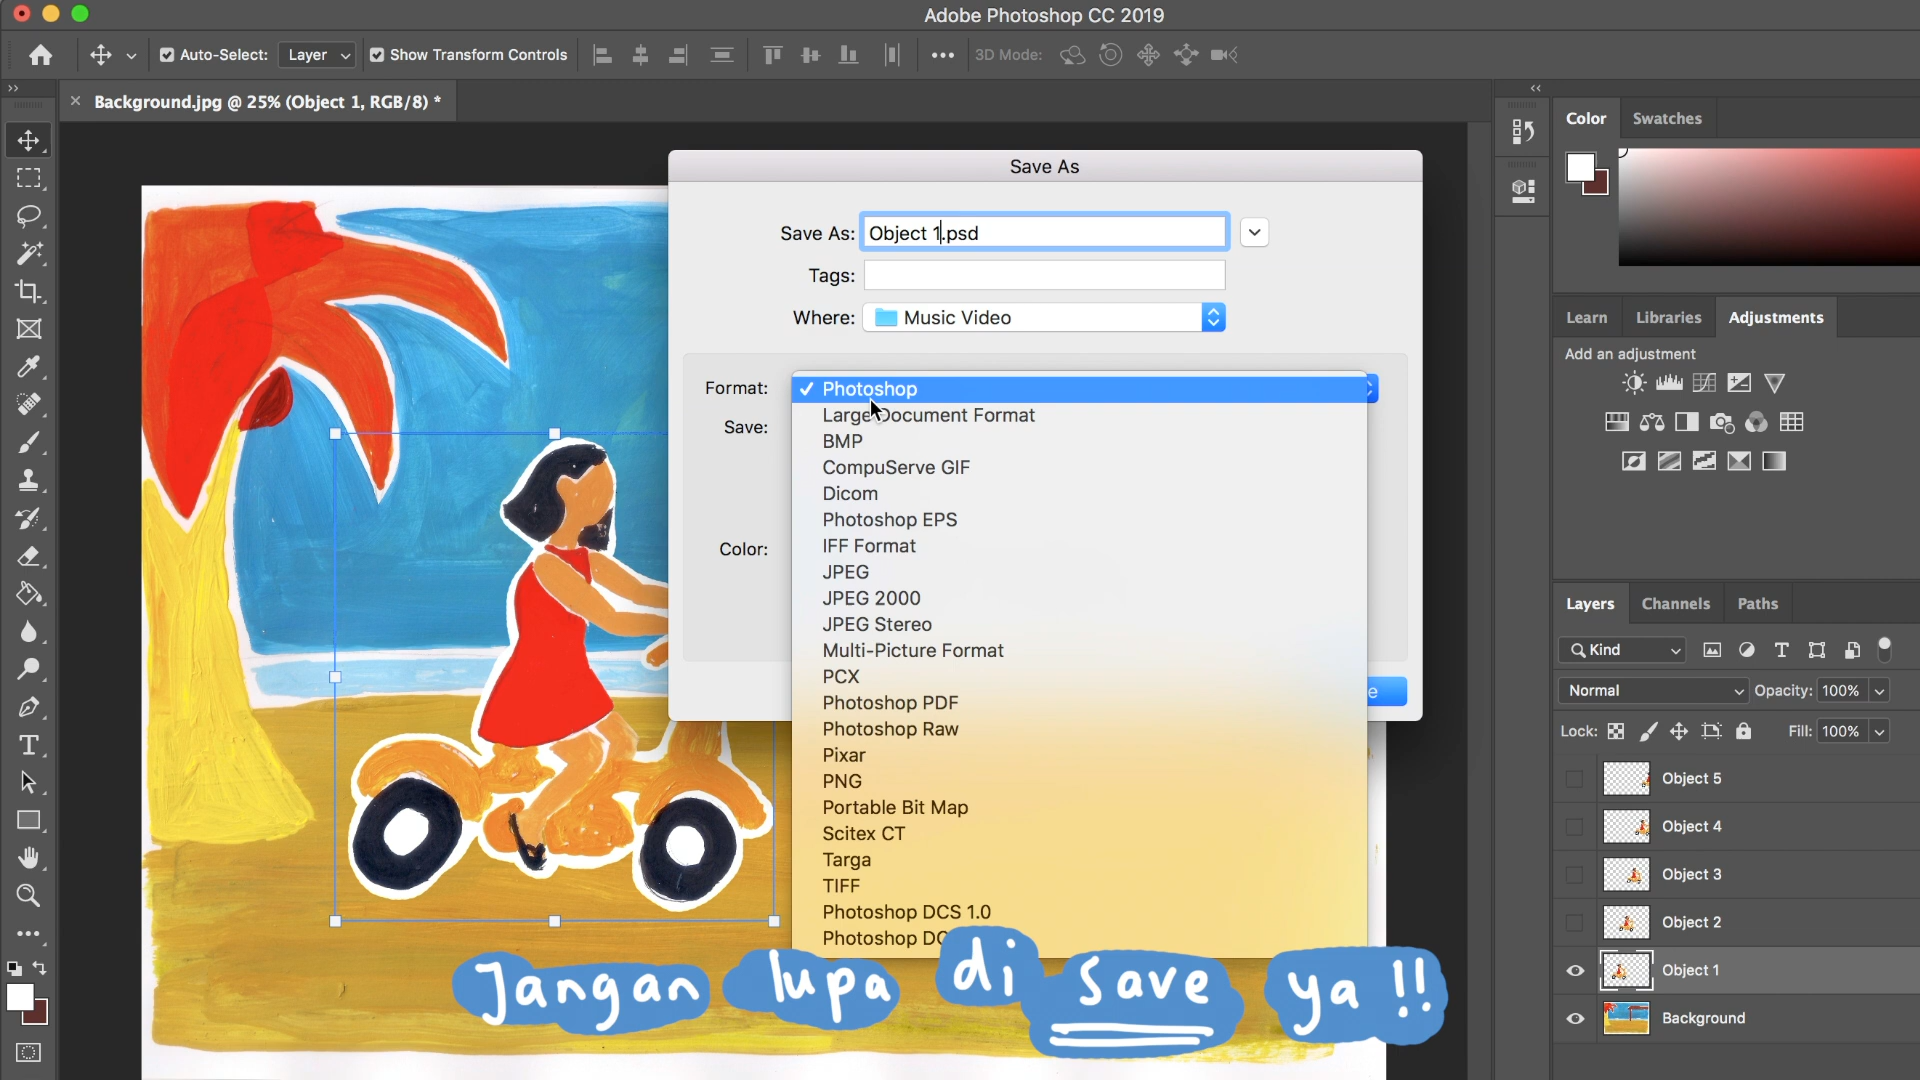 Adobe Photoshop CC 2019
Auto-Select: Layer Show Transform Controls 3D Mode:
Background.jpg @ 25% (Object 1, RGB/8) *
Save As
Save As: Object 1.psd
Tags:
Where: Music Video
Format: Photoshop
Large Document Format
Save:
BMP
CompuServe GIF
Dicom
Photoshop EPS
IFF Format
Color:
JPEG
JPEG 2000
JPEG Stereo
Multi-Picture Format
PCX
Photoshop PDF
Photoshop Raw
Pixar
PNG
Portable Bit Map
Scitex CT
Targa
TIFF
Photoshop DCS 1.0
Photoshop DC
Jangan lupa di save ya !!
Color Swatches
Learn Libraries Adjustments
Add an adjustment
Layers Channels Paths
Kind
Normal Opacity: 100%
Lock: Fill: 100%
Object 5
Object 4
Object 3
Object 2
Object 1
Background